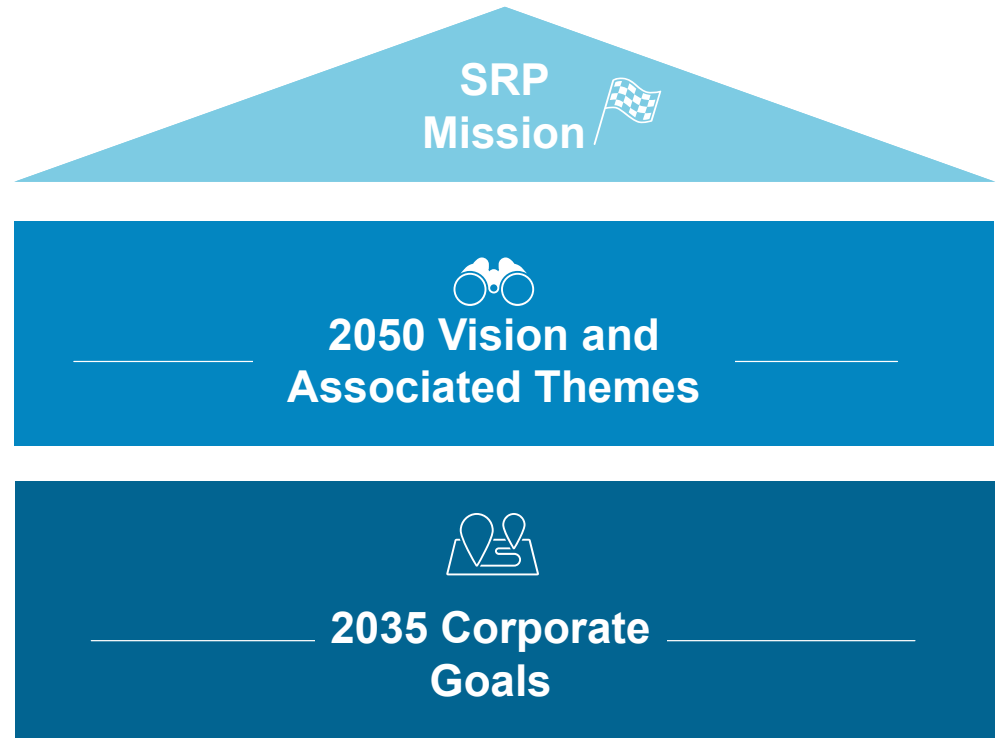 SRP
Mission
2050 Vision and
Associated Themes
2035 Corporate
Goals